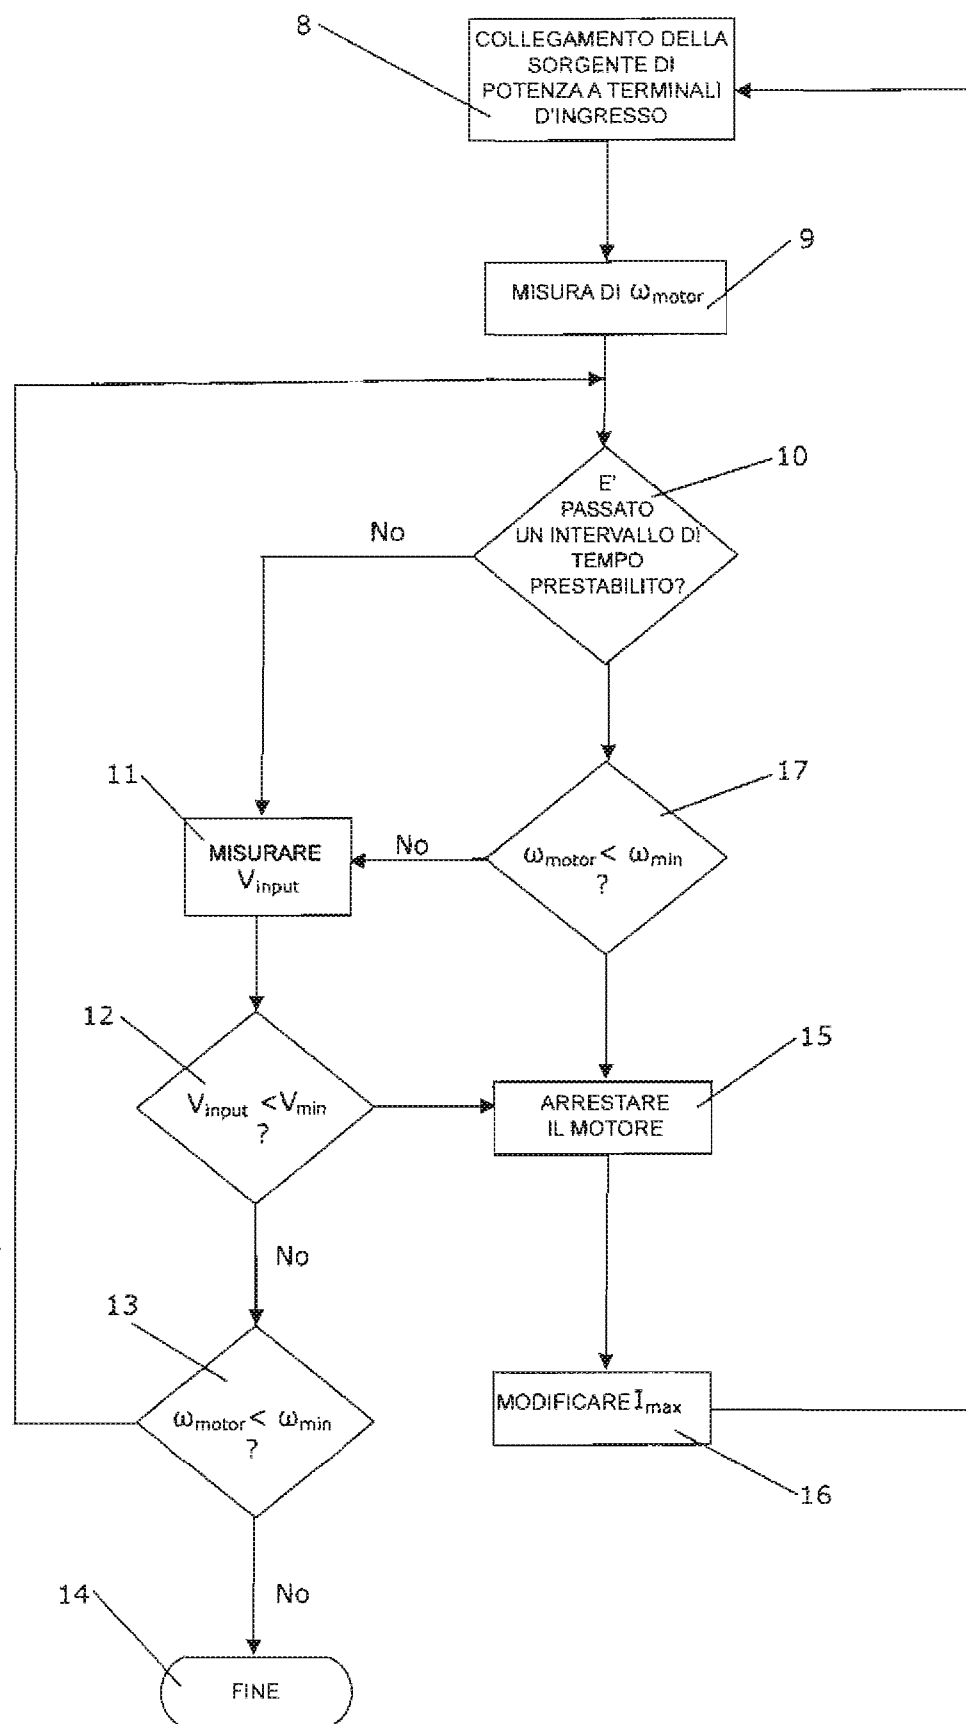 8
COLLEGAMENTO DELLA
SORGENTE DI
POTENZA A TERMINALI
D'INGRESSO
9
MISURA DI ωmotor
10
E'
PASSATO
UN INTERVALLO DI
TEMPO
PRESTABILITO?
No
17
ωmotor < ωmin
?
No
11
MISURARE
Vinput
12
Vinput < Vmin
?
No
15
ARRESTARE
IL MOTORE
13
ωmotor < ωmin
?
No
MODIFICARE Imax
16
14
FINE